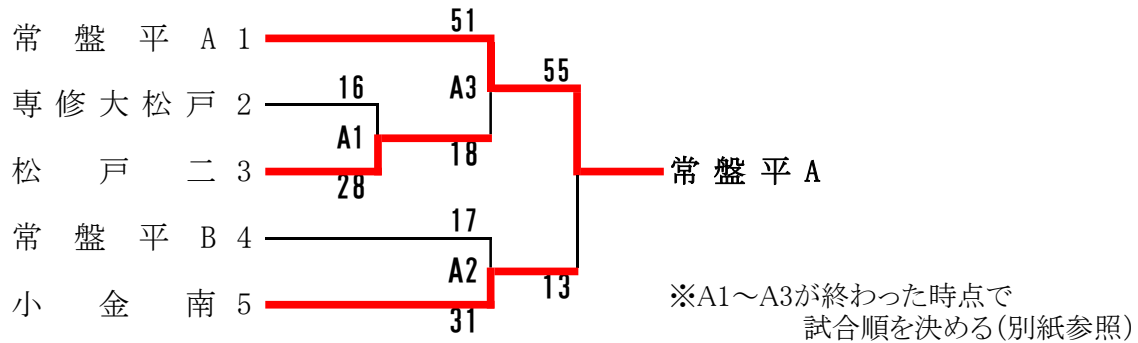 51
常盤平A 1
55
16
A3
専修大松戸 2
A1
18
松戸二 3
28
常盤平A
17
常盤平B 4
A2
13
小金南 5
31
※A1～A3が終わった時点で
試合順を決める(別紙参照)